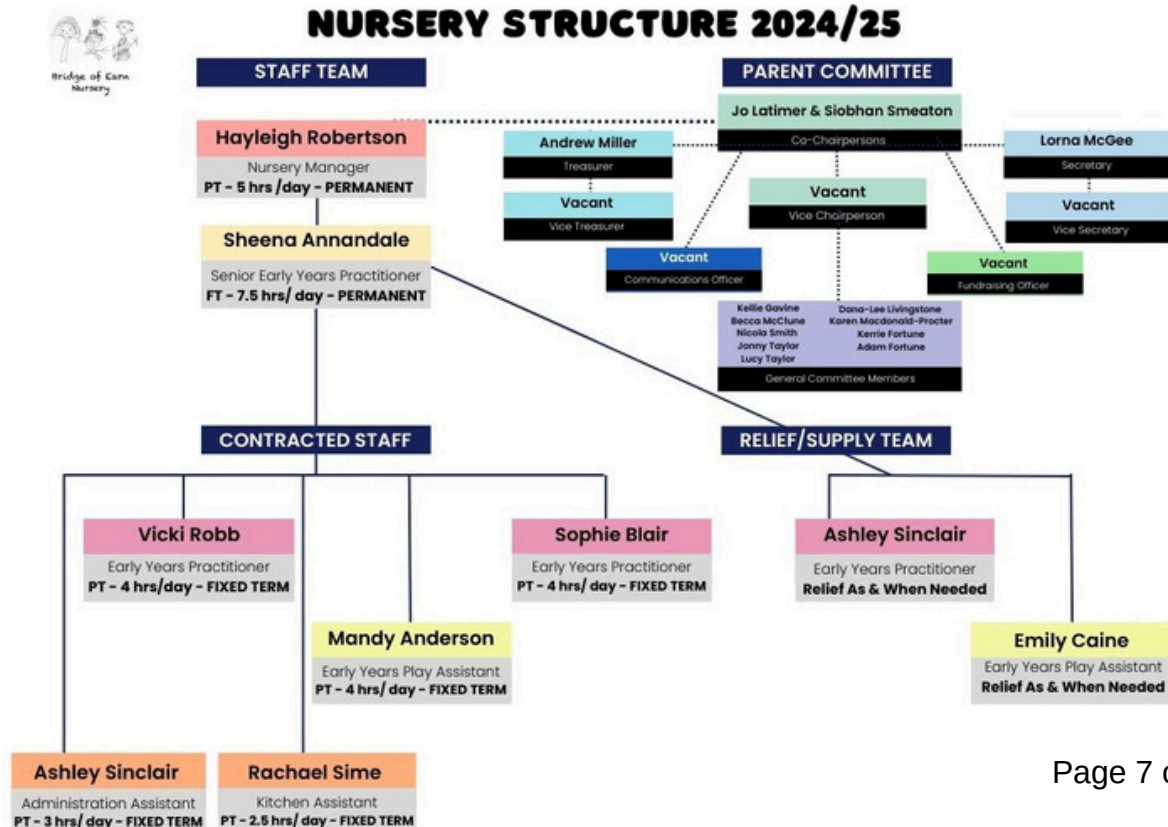 NURSERY STRUCTURE 2024/25
Bridge of Earn
Nursery
STAFF TEAM
Hayleigh Robertson
Nursery Manager
PT - 5 hrs /day - PERMANENT
Sheena Annandale
Senior Early Years Practitioner
FT - 7.5 hrs/ day - PERMANENT
PARENT COMMITTEE
Jo Latimer & Siobhan Smeaton
Co-Chairpersons
Andrew Miller
Treasurer
Vacant
Vice Treasurer
Lorna McGee
Secretary
Vacant
Vice Secretary
Vacant
Vice Chairperson
Vacant
Communications Officer
Vacant
Fundraising Officer
Kellie Gavine
Becca McClune
Nicola Smith
Jonny Taylor
Lucy Taylor
Dana-Lee Livingstone
Karen Macdonald-Procter
Kerrie Fortune
Adam Fortune
General Committee Members
CONTRACTED STAFF
Vicki Robb
Early Years Practitioner
PT - 4 hrs/day - FIXED TERM
Sophie Blair
Early Years Practitioner
PT - 4 hrs/ day - FIXED TERM
Mandy Anderson
Early Years Play Assistant
PT - 4 hrs/ day - FIXED TERM
Ashley Sinclair
Administration Assistant
PT - 3 hrs/ day - FIXED TERM
Rachael Sime
Kitchen Assistant
PT - 2.5 hrs/ day - FIXED TERM
RELIEF/SUPPLY TEAM
Ashley Sinclair
Early Years Practitioner
Relief As & When Needed
Emily Caine
Early Years Play Assistant
Relief As & When Needed
Page 7 o